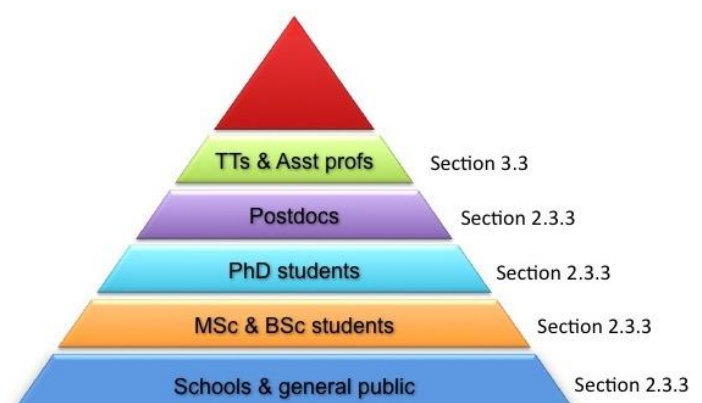 TTs & Asst profs Section 3.3
Postdocs Section 2.3.3
PhD students Section 2.3.3
MSc & BSc students Section 2.3.3
Schools & general public Section 2.3.3